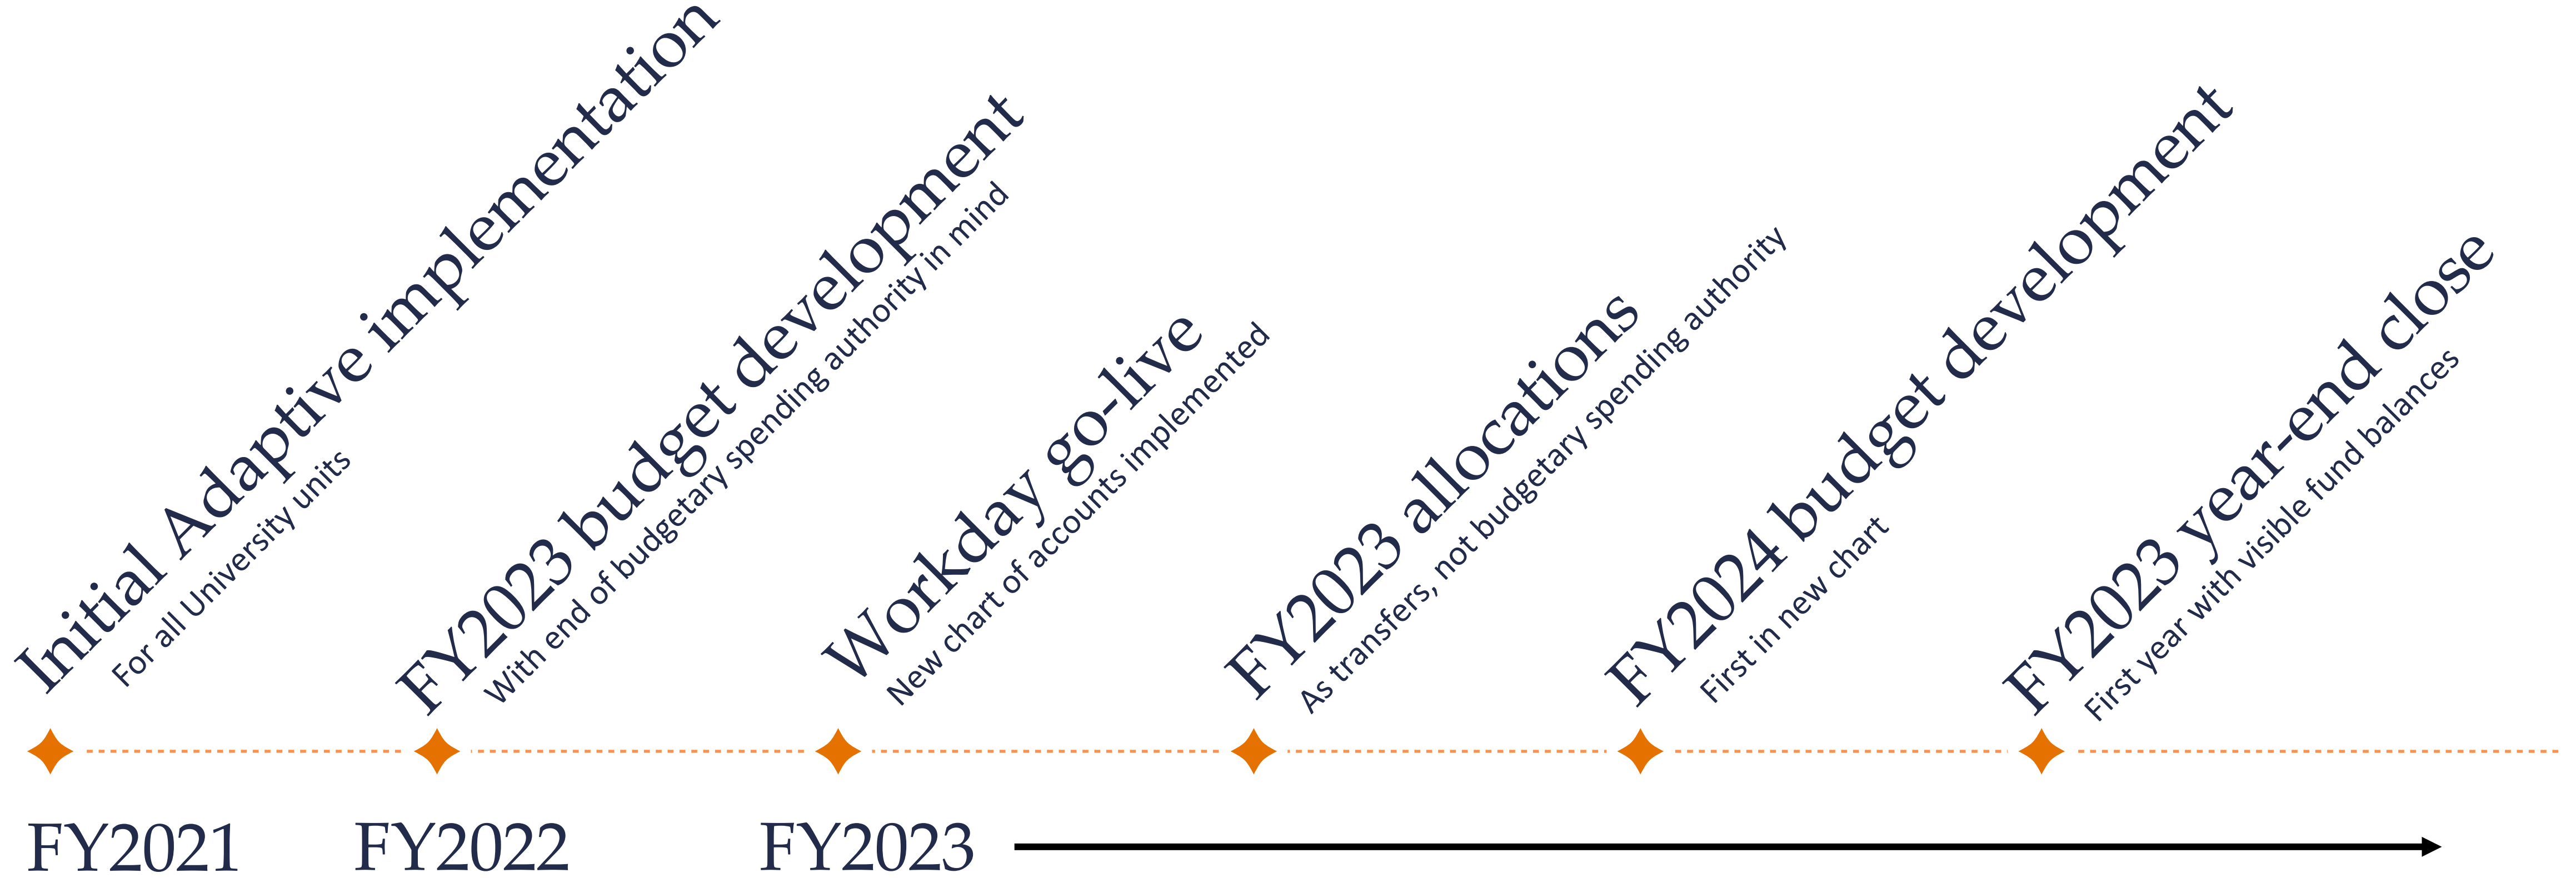 Initial Adaptive implementation
For all University units
FY2023 budget development
With end of budgetary spending authority in mind
Workday go-live
New chart of accounts implemented
FY2023 allocations
As transfers, not budgetary spending authority
FY2024 budget development
First in new chart
FY2023 year-end close
First year with visible fund balances
FY2021
FY2022
FY2023